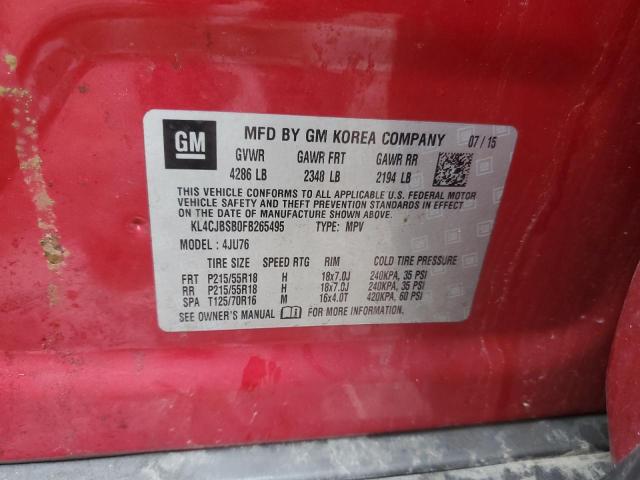 GM MFD BY GM KOREA COMPANY 07 / 15
GVWR GAWR FRT GAWR RR
4286 LB 2348 LB 2194 LB
THIS VEHICLE CONFORMS TO ALL APPLICABLE U.S. FEDERAL MOTOR
VEHICLE SAFETY AND THEFT PREVENTION STANDARDS IN EFFECT ON
THE DATE OF MANUFACTURE SHOWN ABOVE.
KL4CJBSB0FB265495 TYPE: MPV
MODEL : 4JU76
TIRE SIZE SPEED RTG RIM COLD TIRE PRESSURE
FRT P215/55R18 H 18x7.0J 240KPA, 35 PSI
RR P215/55R18 H 18x7.0J 240KPA, 35 PSI
SPA T125/70R16 M 16x4.0T 420KPA, 60 PSI
SEE OWNER'S MANUAL FOR MORE INFORMATION